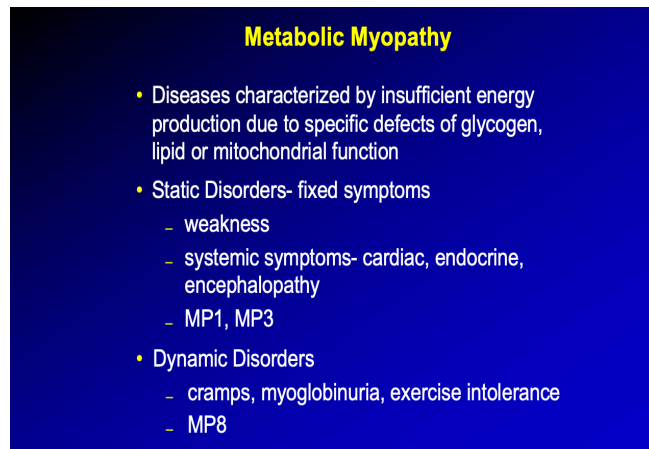 Metabolic Myopathy
• Diseases characterized by insufficient energy
production due to specific defects of glycogen,
lipid or mitochondrial function
• Static Disorders- fixed symptoms
– weakness
– systemic symptoms- cardiac, endocrine,
encephalopathy
– MP1, MP3
• Dynamic Disorders
– cramps, myoglobinuria, exercise intolerance
– MP8